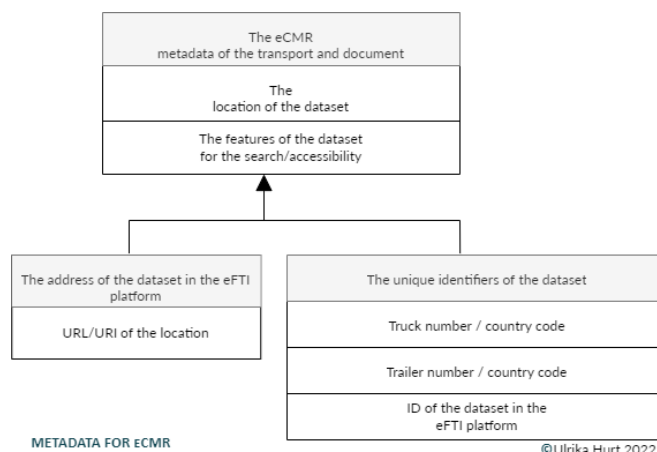 The eCMR
metadata of the transport and document
The
location of the dataset
The features of the dataset
for the search/accessibility
The address of the dataset in the eFTI
platform
URL/URI of the location
The unique identifiers of the dataset
Truck number / country code
Trailer number / country code
ID of the dataset in the
eFTI platform
METADATA FOR ECMR
©Ulrika Hurt 2022